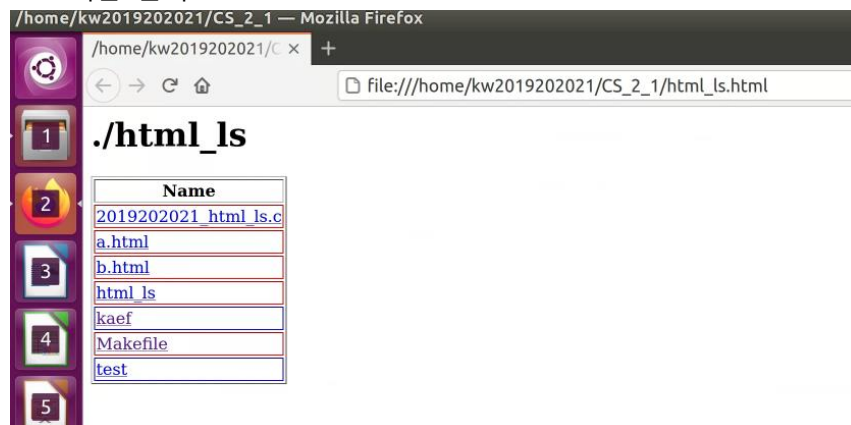 /home/kw2019202021/CS_2_1 — Mozilla Firefox
/home/kw2019202021/C × +
file:///home/kw2019202021/CS_2_1/html_ls.html
./html_ls
Name
2019202021_html_ls.c
a.html
b.html
html_ls
kaef
Makefile
test
1
2
3
4
5